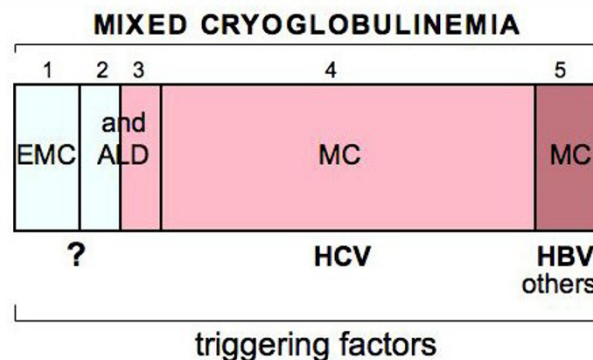 MIXED CRYOGLOBULINEMIA
1 2 3 4 5
and
EMC ALD MC MC
? HCV HBV
others
triggering factors